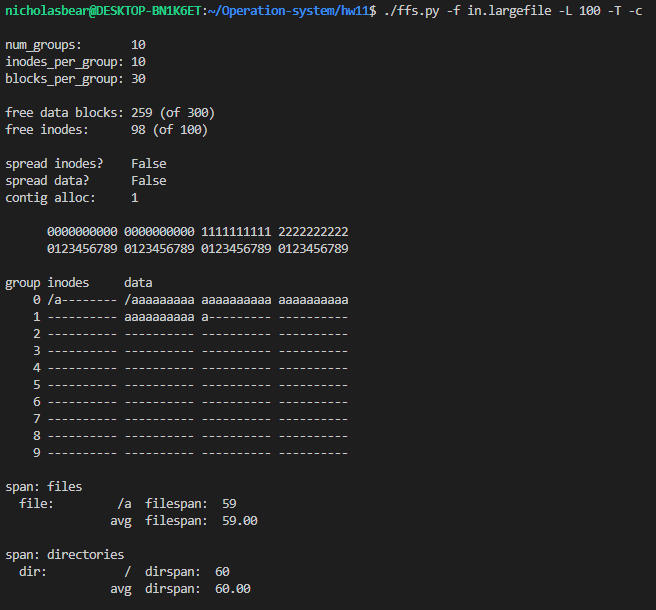 nicholasbear@DESKTOP-BN1K6ET:~/Operation-system/hw11$ ./ffs.py -f in.largefile -L 100 -T -c
num_groups:       10
inodes_per_group: 10
blocks_per_group: 30
free data blocks: 259 (of 300)
free inodes:      98 (of 100)
spread inodes?    False
spread data?      False
contig alloc:     1
      0000000000 0000000000 1111111111 2222222222
      0123456789 0123456789 0123456789 0123456789
group inodes     data
    0 /a-------- /aaaaaaaaa aaaaaaaaaa aaaaaaaaaa
    1 ---------- aaaaaaaaaa a--------- ----------
    2 ---------- ---------- ---------- ----------
    3 ---------- ---------- ---------- ----------
    4 ---------- ---------- ---------- ----------
    5 ---------- ---------- ---------- ----------
    6 ---------- ---------- ---------- ----------
    7 ---------- ---------- ---------- ----------
    8 ---------- ---------- ---------- ----------
    9 ---------- ---------- ---------- ----------
span: files
  file:         /a  filespan:  59
               avg  filespan:  59.00
span: directories
  dir:           /  dirspan:  60
               avg  dirspan:  60.00